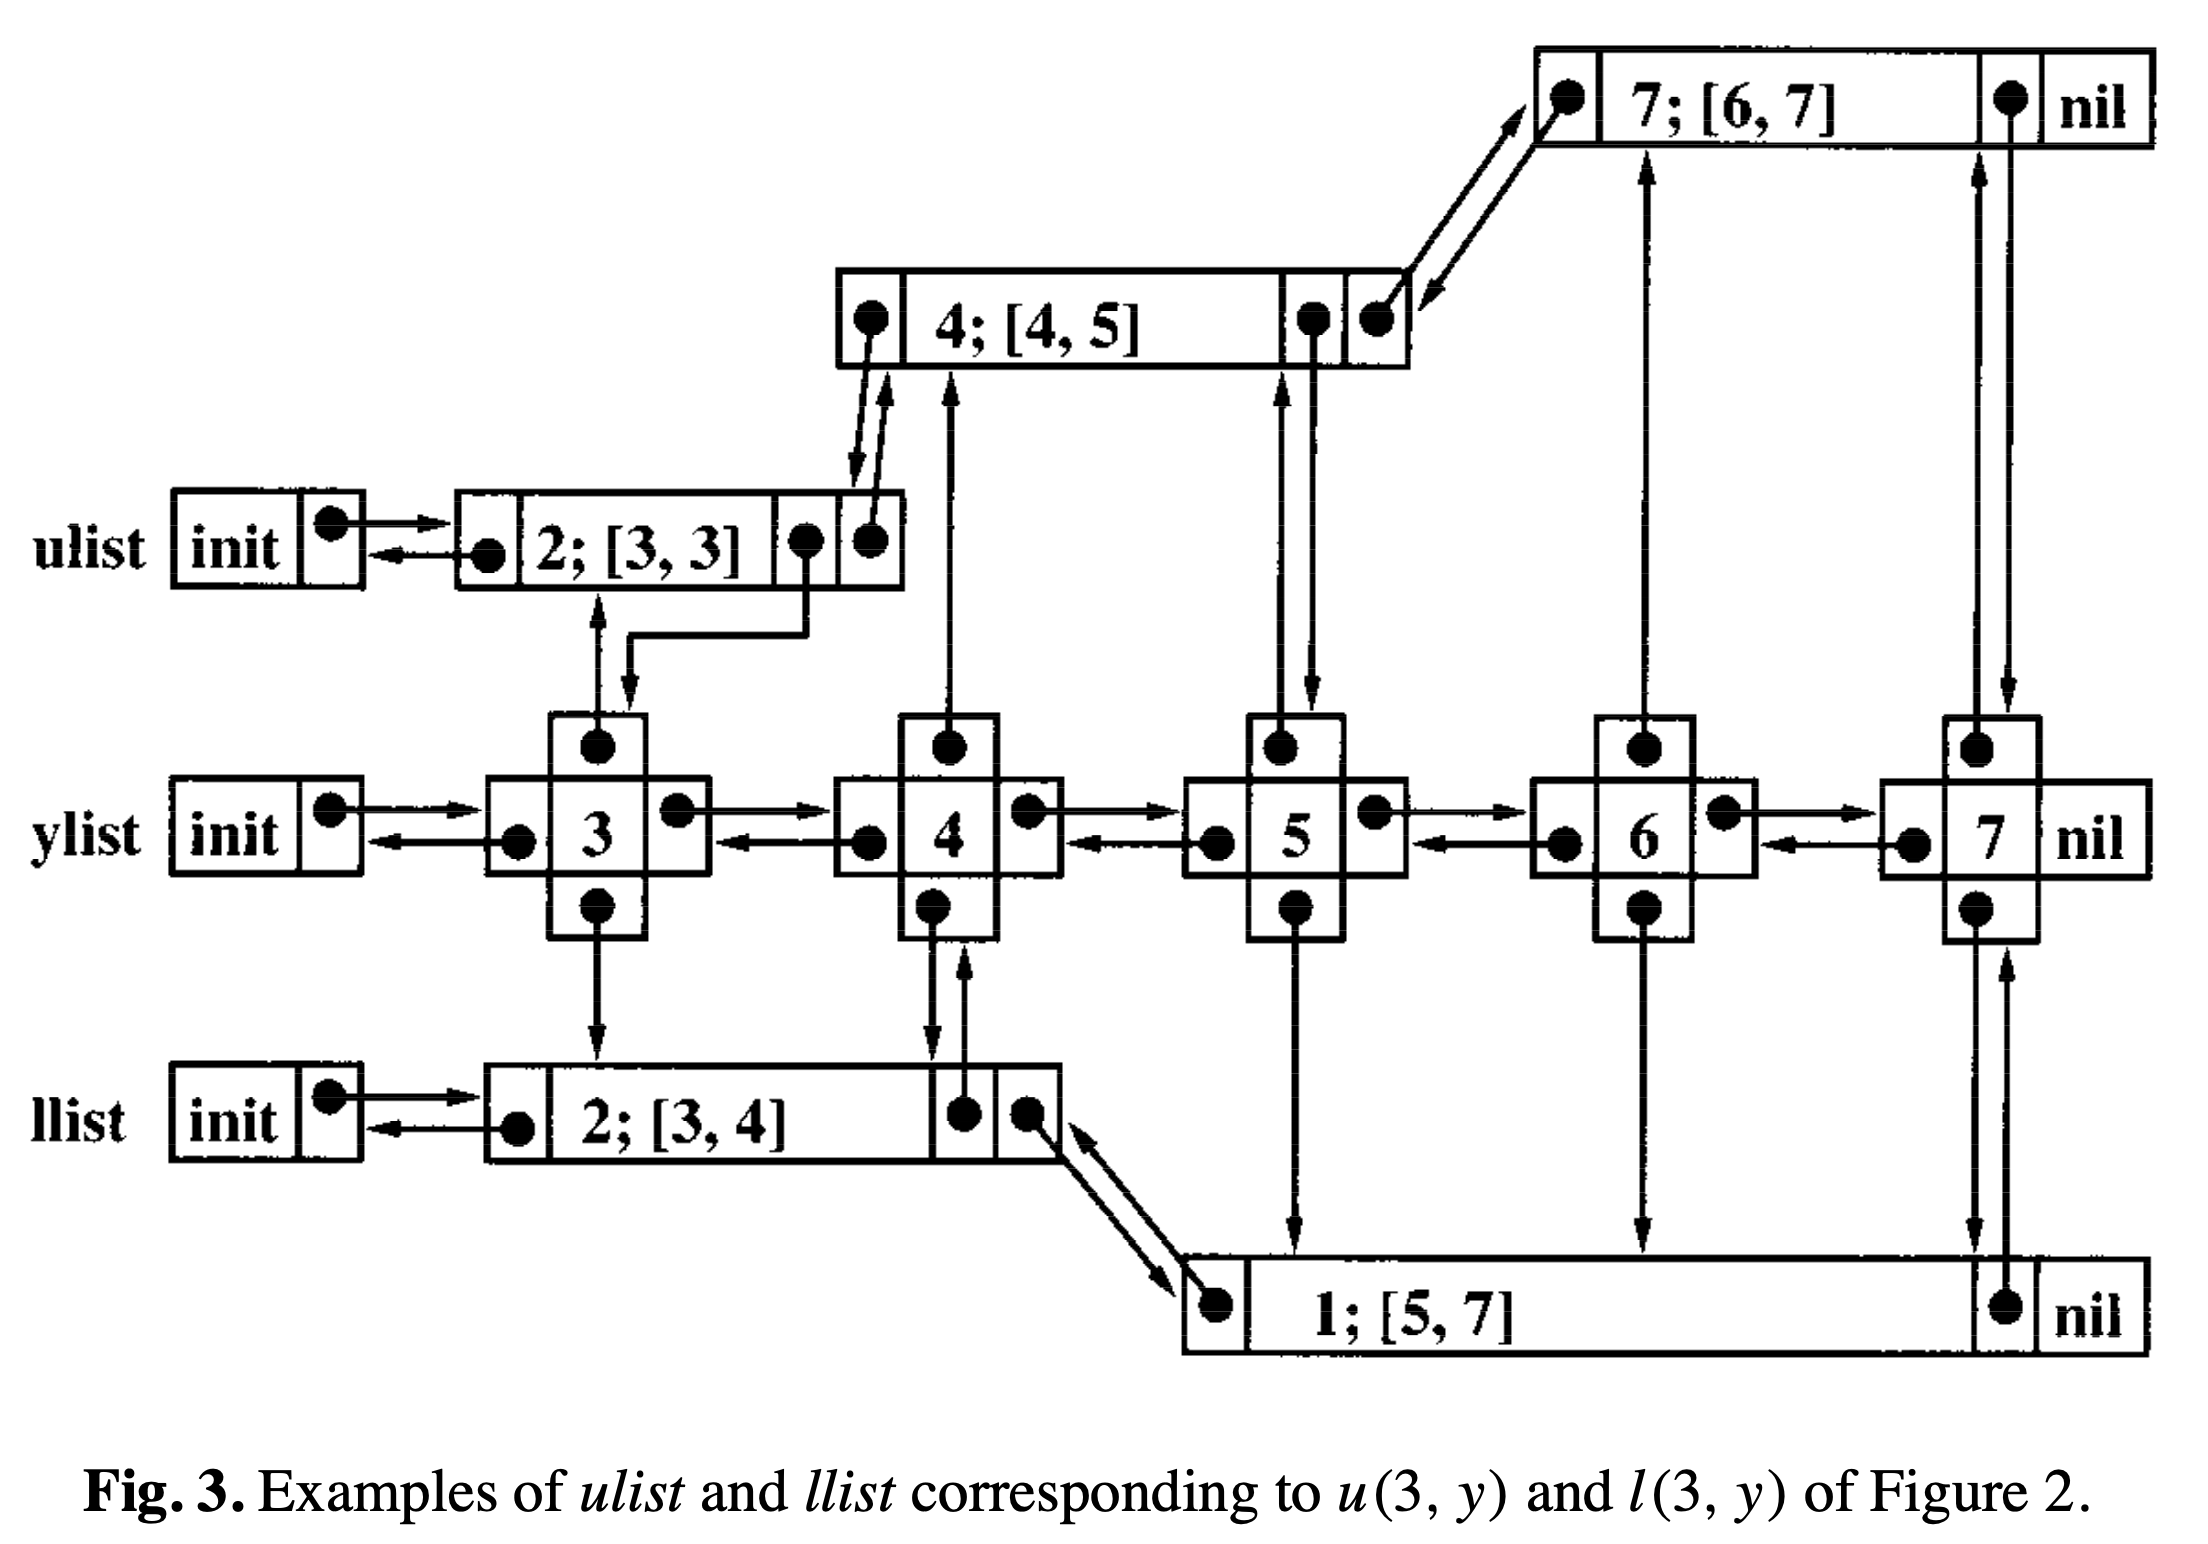 7; [6, 7] nil
4; [4, 5]
ulist init 2; [3, 3]
ylist init 3 4 5 6 7 nil
llist init 2; [3, 4]
1; [5, 7] nil
Fig. 3. Examples of ulist and llist corresponding to u(3, y) and l(3, y) of Figure 2.